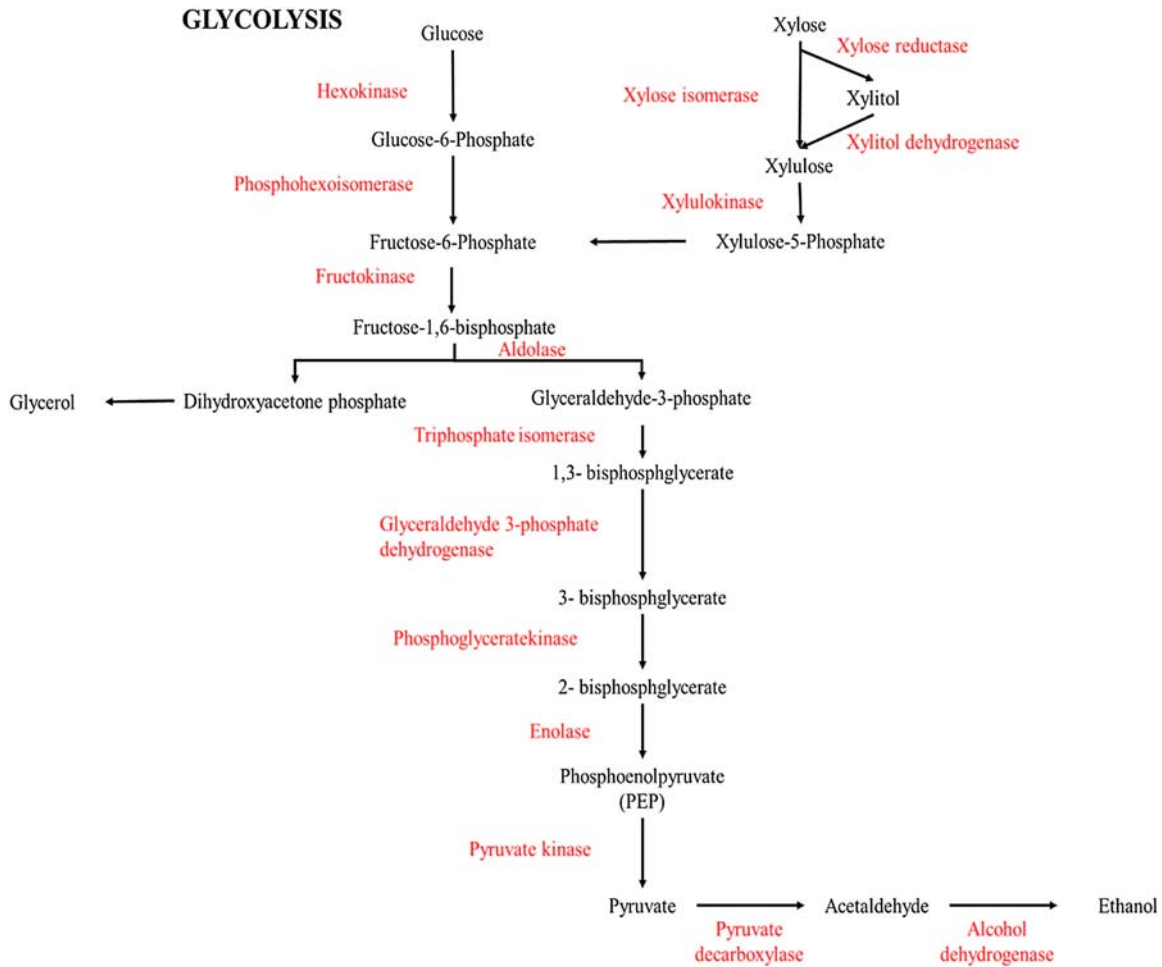 GLYCOLYSIS
Glucose
Xylose
Xylose reductase
Hexokinase
Xylose isomerase
Xylitol
Glucose-6-Phosphate
Xylitol dehydrogenase
Xylulose
Phosphohexoisomerase
Xylulokinase
Fructose-6-Phosphate
Xylulose-5-Phosphate
Fructokinase
Fructose-1,6-bisphosphate
Aldolase
Glycerol
Dihydroxyacetone phosphate
Glyceraldehyde-3-phosphate
Triphosphate isomerase
1,3- bisphosphglycerate
Glyceraldehyde 3-phosphate
dehydrogenase
3- bisphosphglycerate
Phosphoglyceratekinase
2- bisphosphglycerate
Enolase
Phosphoenolpyruvate
(PEP)
Pyruvate kinase
Pyruvate
Acetaldehyde
Ethanol
Pyruvate
decarboxylase
Alcohol
dehydrogenase